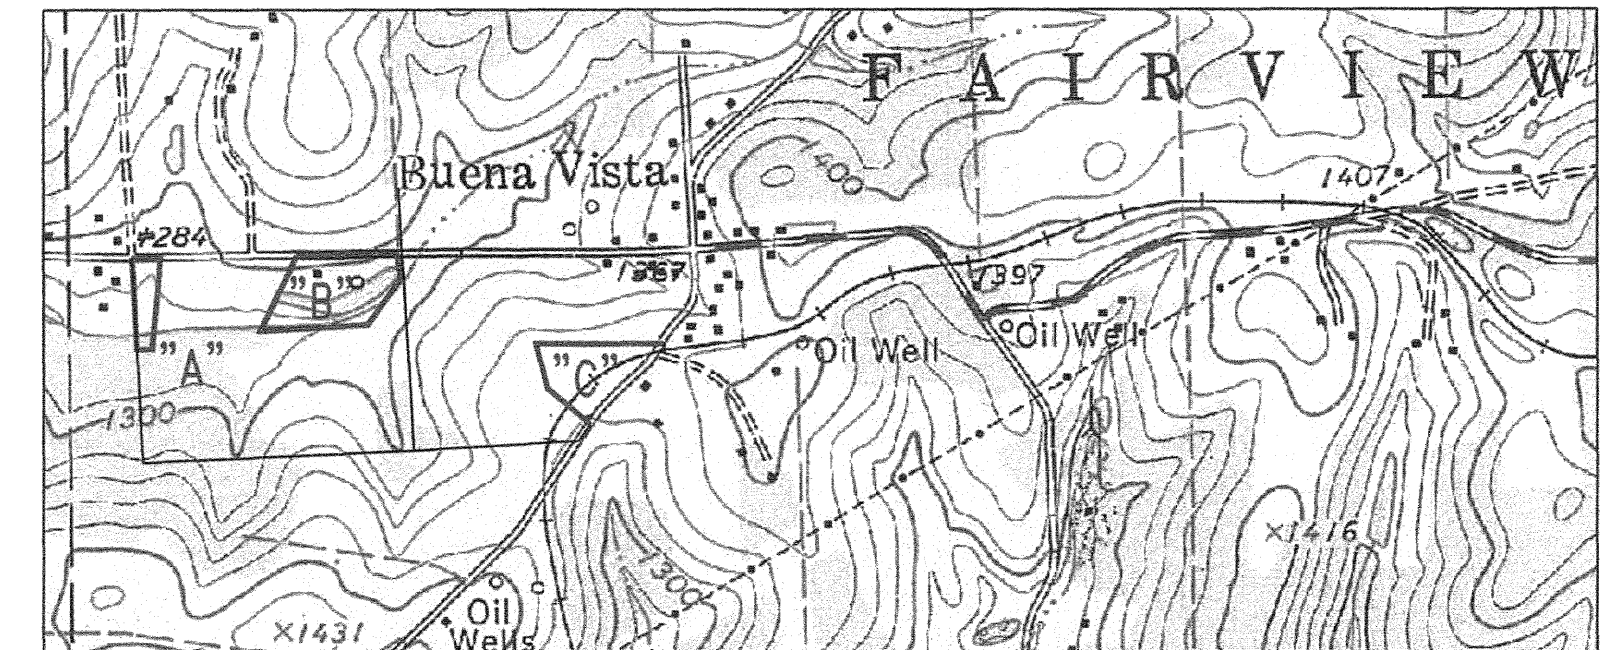 F A I R V I E W
1400
Buena Vista
1407
1284
"B"
1397
Oil Well
Oil Well
"A"
"C"
1300
×1416
1300
Oil
Wells
×1431